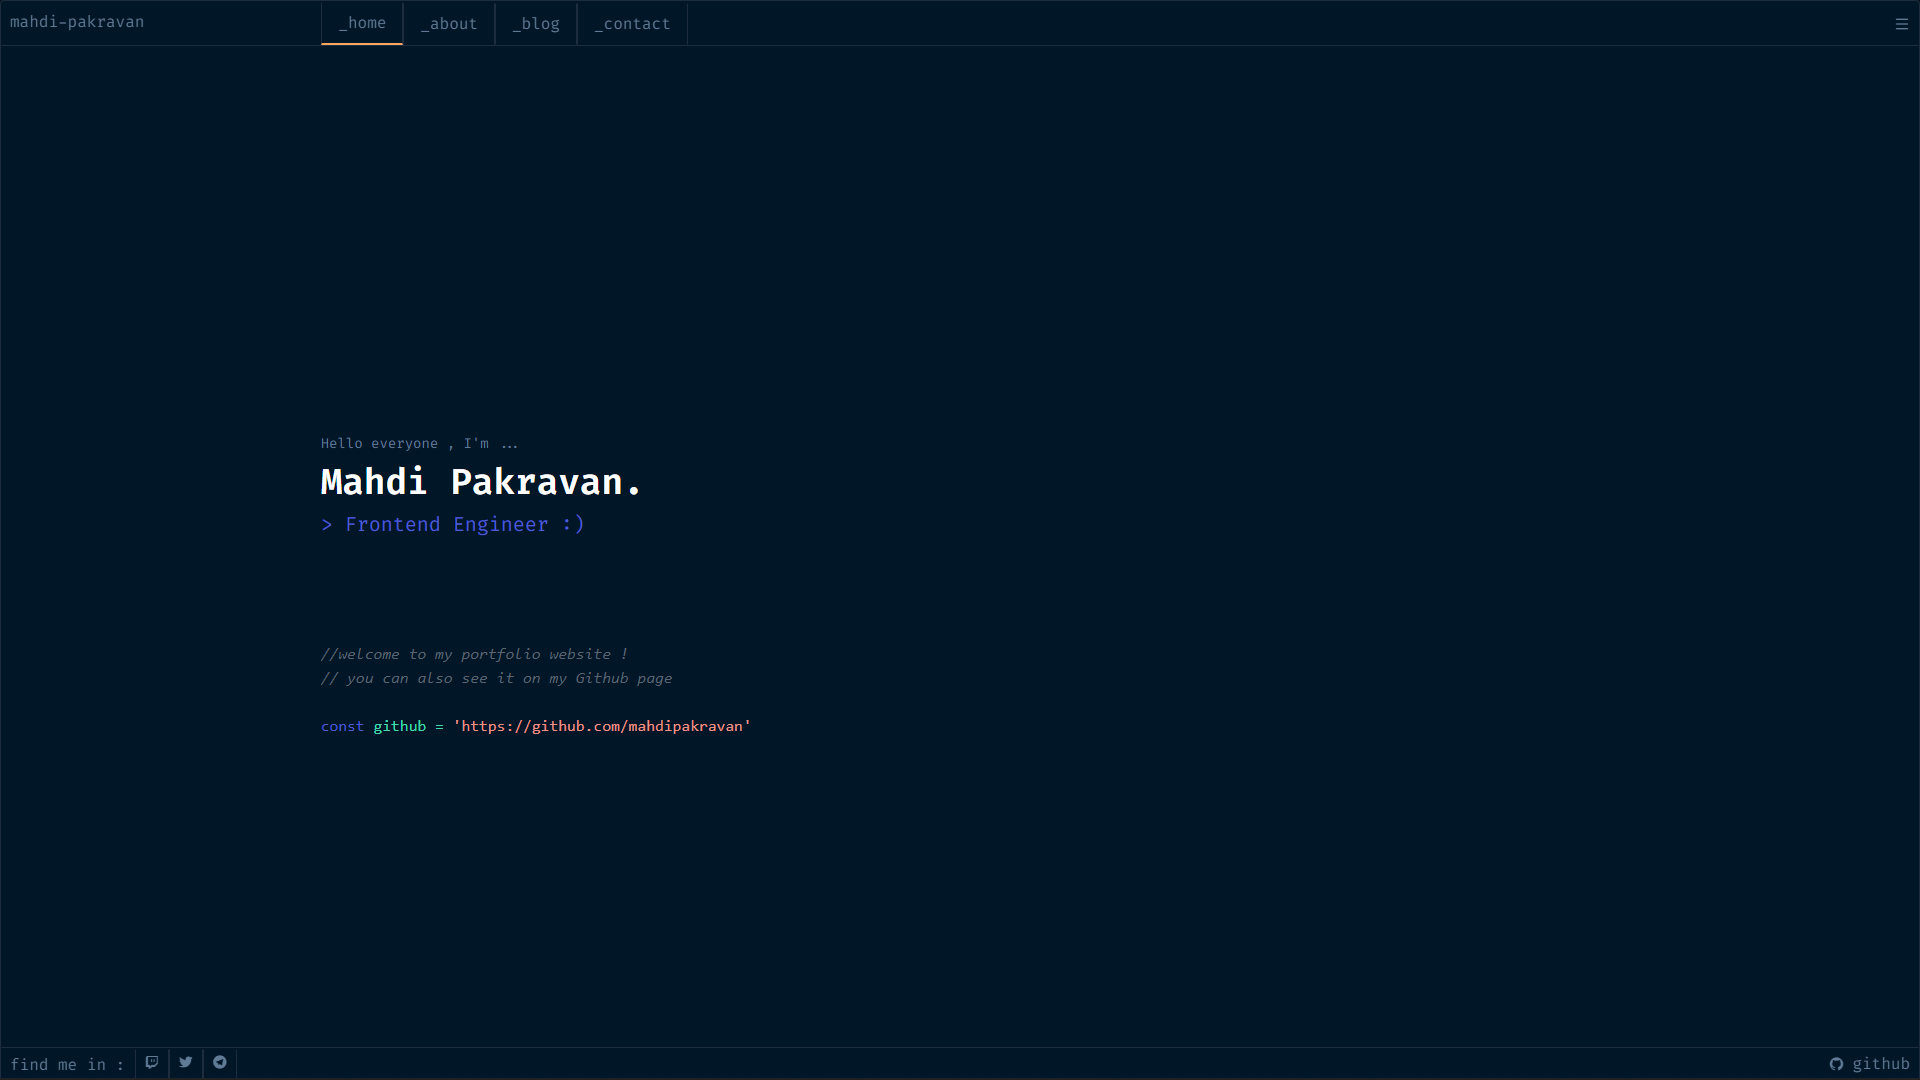 mahdi-pakravan
_home
_about
_blog
_contact
Hello everyone , I'm ...
Mahdi Pakravan.
> Frontend Engineer :)
//welcome to my portfolio website !
// you can also see it on my Github page
const github = 'https://github.com/mahdipakravan'
find me in :
github